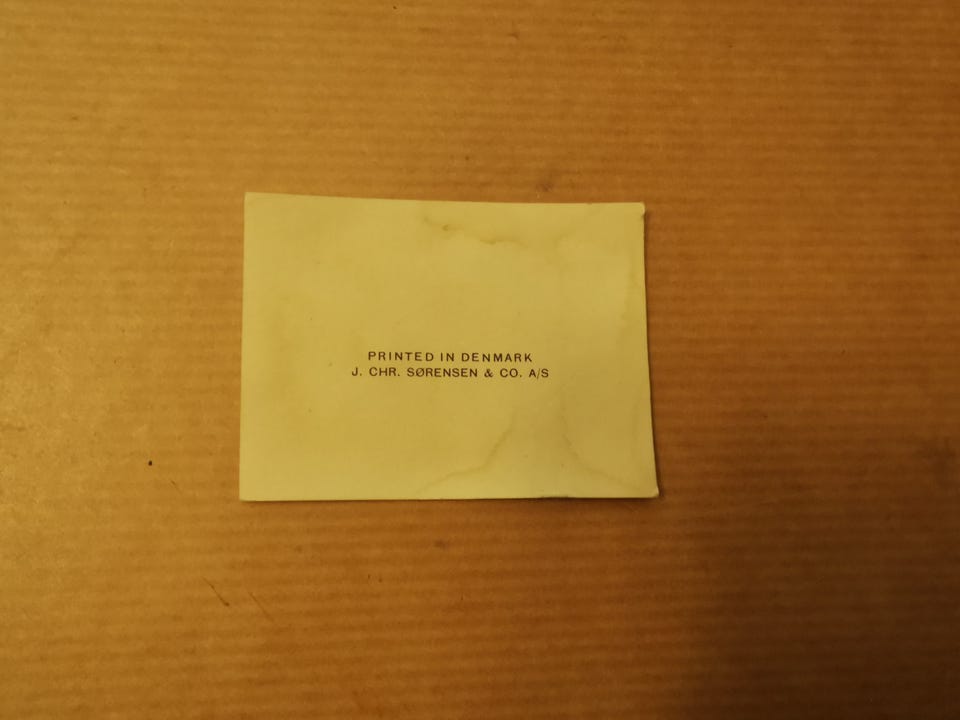 PRINTED IN DENMARK
J. CHR. SØRENSEN & CO. A/S